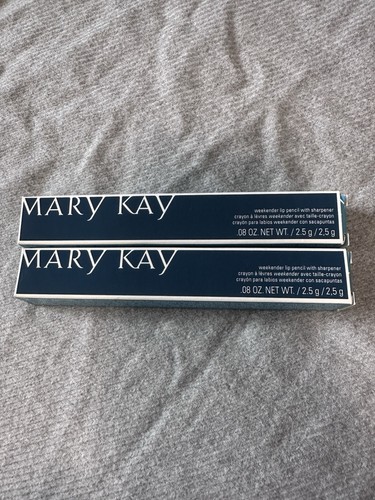 MARY KAY
weekender lip pencil with sharpener
crayon à lèvres weekender avec taille-crayon
crayón para labios weekender con sacapuntas
.08 OZ. NET WT. / 2.5 g / 2,5 g
MARY KAY
weekender lip pencil with sharpener
crayon à lèvres weekender avec taille-crayon
crayón para labios weekender con sacapuntas
.08 OZ. NET WT. / 2.5 g / 2,5 g